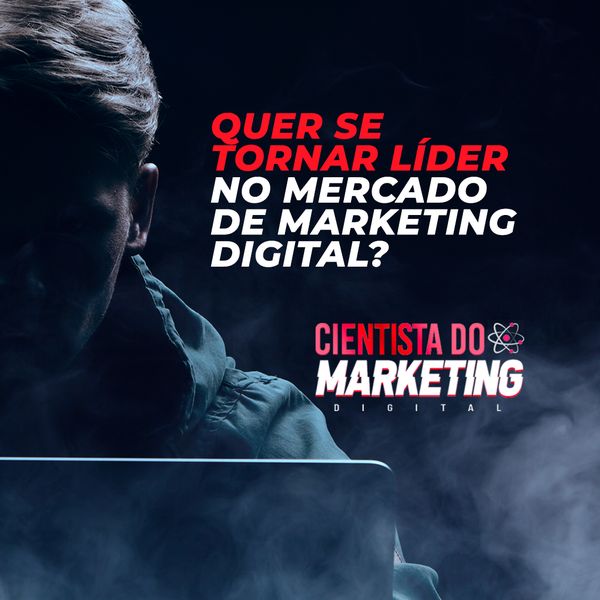 QUER SE
TORNAR LÍDER
NO MERCADO
DE MARKETING
DIGITAL?
CIENTISTA DO
MARKETING
DIGITAL